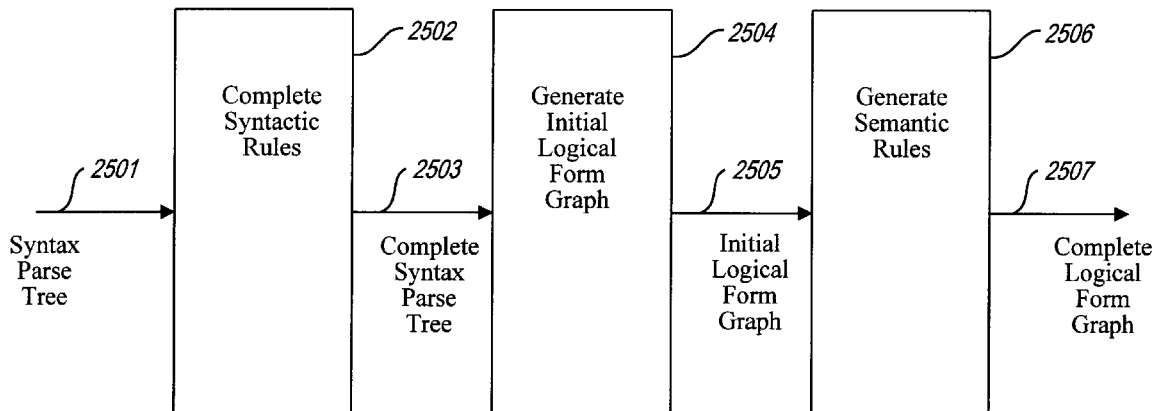 2502
2504
2506
Complete
Syntactic
Rules
Generate
Initial
Logical
Form
Graph
Generate
Semantic
Rules
2501
2503
2505
2507
Syntax
Parse
Tree
Complete
Syntax
Parse
Tree
Initial
Logical
Form
Graph
Complete
Logical
Form
Graph